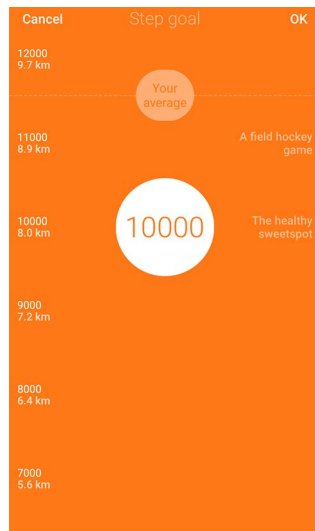 Cancel Step goal OK
12000
9.7 km
Your
average
11000
8.9 km
A field hockey
game
10000
8.0 km
10000
The healthy
sweetspot
9000
7.2 km
8000
6.4 km
7000
5.6 km